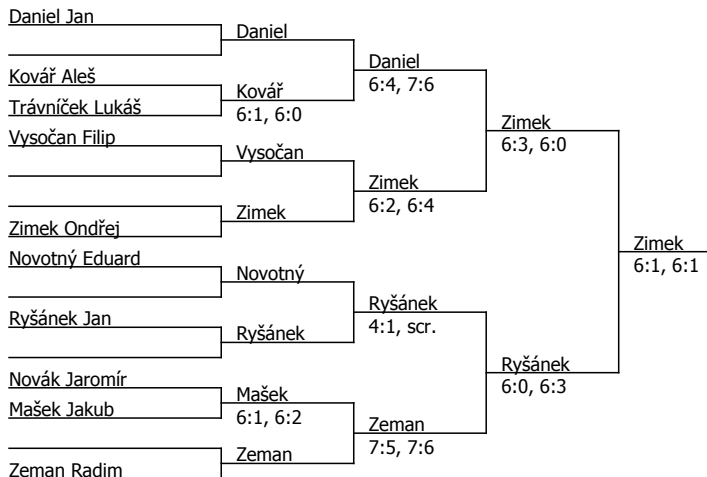 Daniel Jan
Kovář Aleš
Trávníček Lukáš
Vysočan Filip
Zimek Ondřej
Novotný Eduard
Ryšánek Jan
Novák Jaromír
Mašek Jakub
Zeman Radim
Daniel
Kovář
6:1, 6:0
Vysočan
Zimek
Novotný
Ryšánek
Mašek
6:1, 6:2
Zeman
Daniel
6:4, 7:6
Zimek
6:2, 6:4
Ryšánek
4:1, scr.
Zeman
7:5, 7:6
Zimek
6:3, 6:0
Ryšánek
6:0, 6:3
Zimek
6:1, 6:1